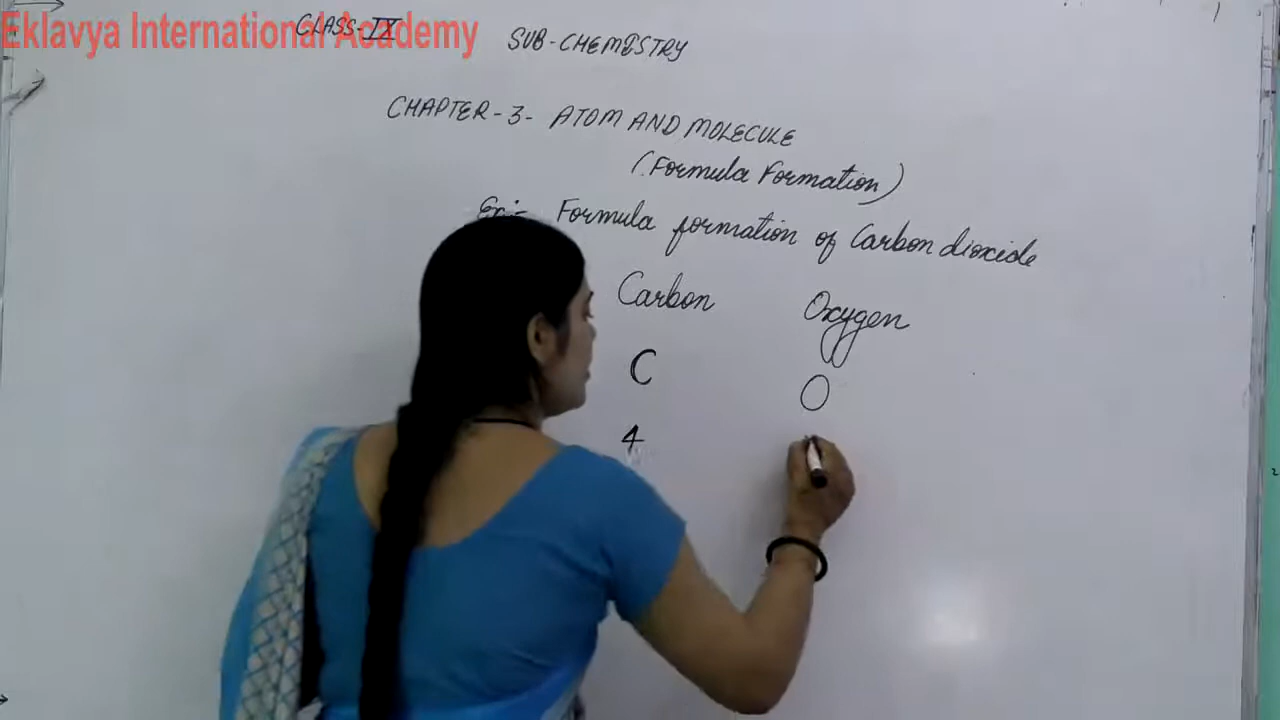 Eklavya International Academy
CLASS-IX
SUB-CHEMISTRY
CHAPTER-3- ATOM AND MOLECULE
(Formula Formation)
Ex:- Formula formation of Carbon dioxide
Carbon Oxygen
C O
4